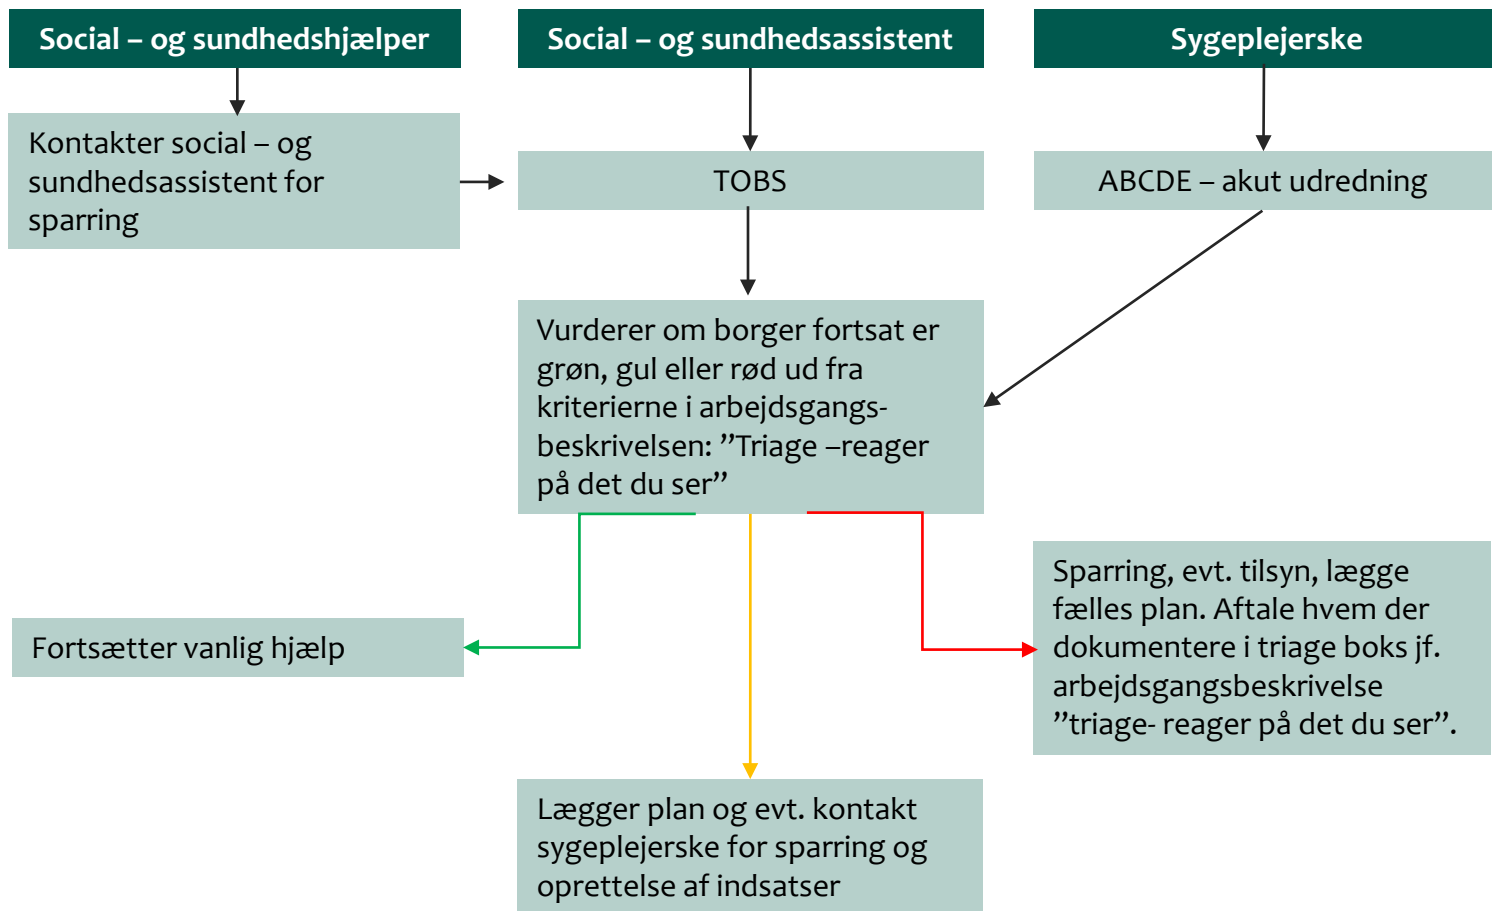 Social – og sundhedshjælper
Social – og sundhedsassistent
Sygeplejerske
Kontakter social – og
sundhedsassistent for
sparring
TOBS
ABCDE – akut udredning
Vurderer om borger fortsat er
grøn, gul eller rød ud fra
kriterierne i arbejdsgangs-
beskrivelsen: ”Triage –reager
på det du ser”
Fortsætter vanlig hjælp
Sparring, evt. tilsyn, lægge
fælles plan. Aftale hvem der
dokumentere i triage boks jf.
arbejdsgangsbeskrivelse
”triage- reager på det du ser”.
Lægger plan og evt. kontakt
sygeplejerske for sparring og
oprettelse af indsatser